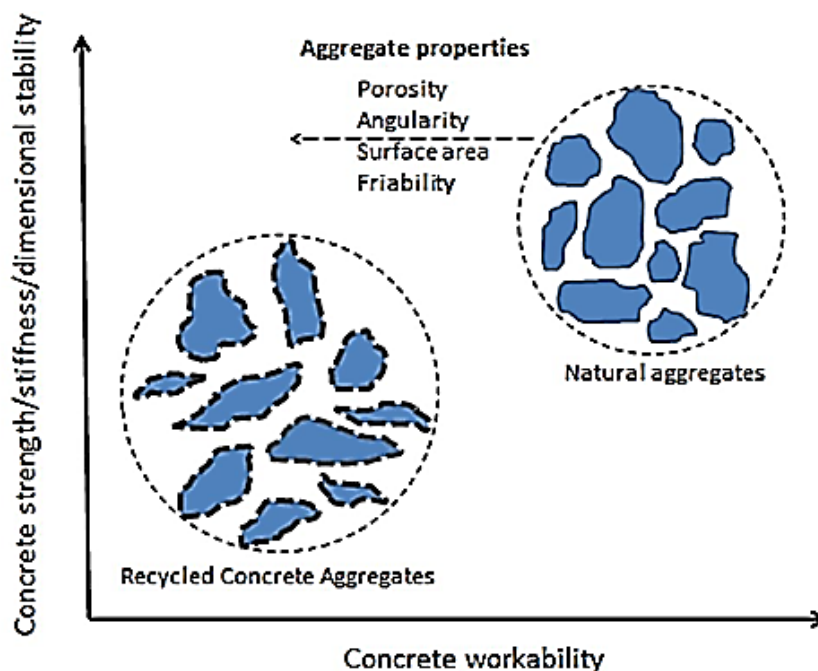 Concrete strength/stiffness/dimensional stability
Aggregate properties
Porosity
Angularity
Surface area
Friability
Natural aggregates
Recycled Concrete Aggregates
Concrete workability